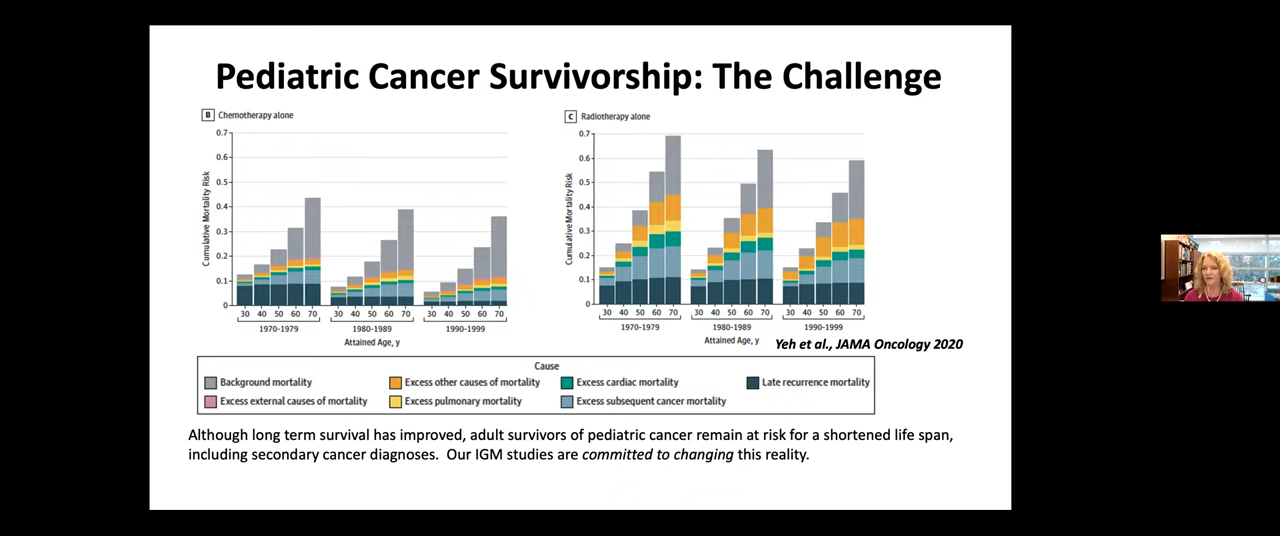 Pediatric Cancer Survivorship: The Challenge
B Chemotherapy alone
0.7
0.6
0.5
0.4
0.3
0.2
0.1
0
Cumulative Mortality Risk
30 40 50 60 70 30 40 50 60 70 30 40 50 60 70
1970-1979 1980-1989 1990-1999
Attained Age, y
C Radiotherapy alone
0.7
0.6
0.5
0.4
0.3
0.2
0.1
0
Cumulative Mortality Risk
30 40 50 60 70 30 40 50 60 70 30 40 50 60 70
1970-1979 1980-1989 1990-1999
Attained Age, y
Yeh et al., JAMA Oncology 2020
Cause
Background mortality Excess other causes of mortality Excess cardiac mortality Late recurrence mortality
Excess external causes of mortality Excess pulmonary mortality Excess subsequent cancer mortality
Although long term survival has improved, adult survivors of pediatric cancer remain at risk for a shortened life span,
including secondary cancer diagnoses. Our IGM studies are committed to changing this reality.